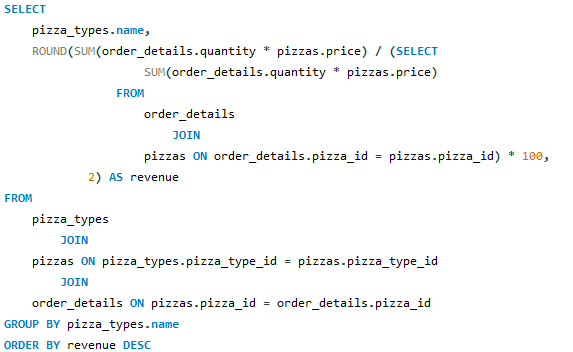 SELECT
pizza_types.name,
ROUND(SUM(order_details.quantity * pizzas.price) / (SELECT
SUM(order_details.quantity * pizzas.price)
FROM
order_details
JOIN
pizzas ON order_details.pizza_id = pizzas.pizza_id) * 100,
2) AS revenue
FROM
pizza_types
JOIN
pizzas ON pizza_types.pizza_type_id = pizzas.pizza_type_id
JOIN
order_details ON pizzas.pizza_id = order_details.pizza_id
GROUP BY pizza_types.name
ORDER BY revenue DESC